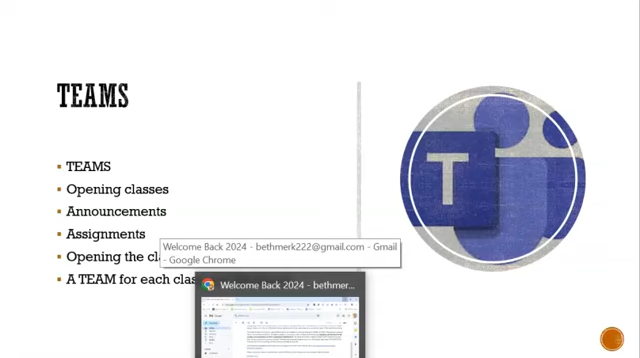 TEAMS
T
▪ TEAMS
▪ Opening classes
▪ Announcements
▪ Assignments
▪ Opening the cla
Welcome Back 2024 - bethmerk222@gmail.com - Gmail
- Google Chrome
▪ A TEAM for each clas
Welcome Back 2024 - bethmer...